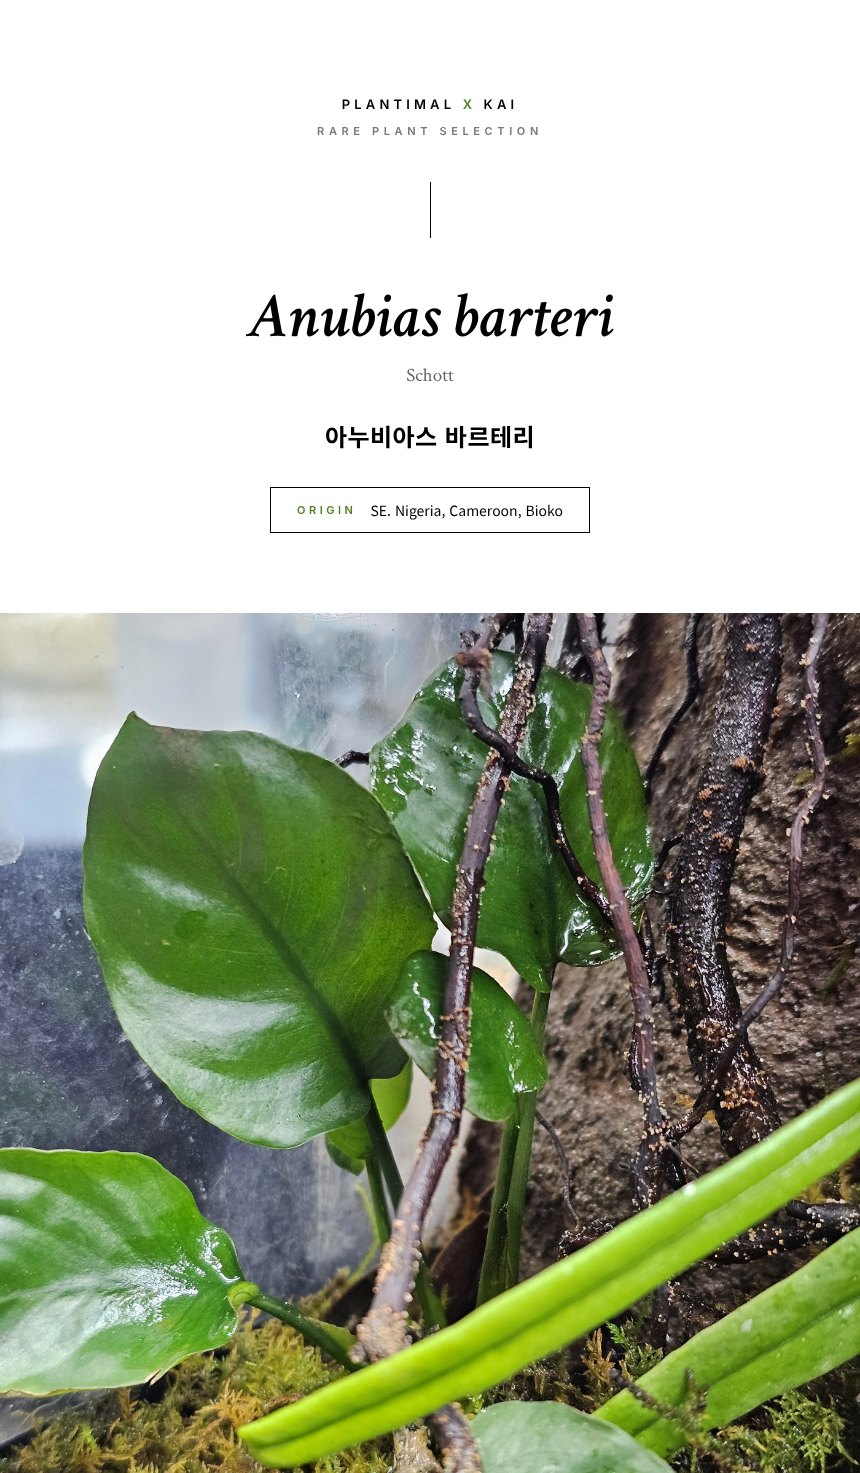 PLANTIMAL X KAI
RARE PLANT SELECTION
Anubias barteri
Schott
아누비아스 바르테리
ORIGIN SE. Nigeria, Cameroon, Bioko